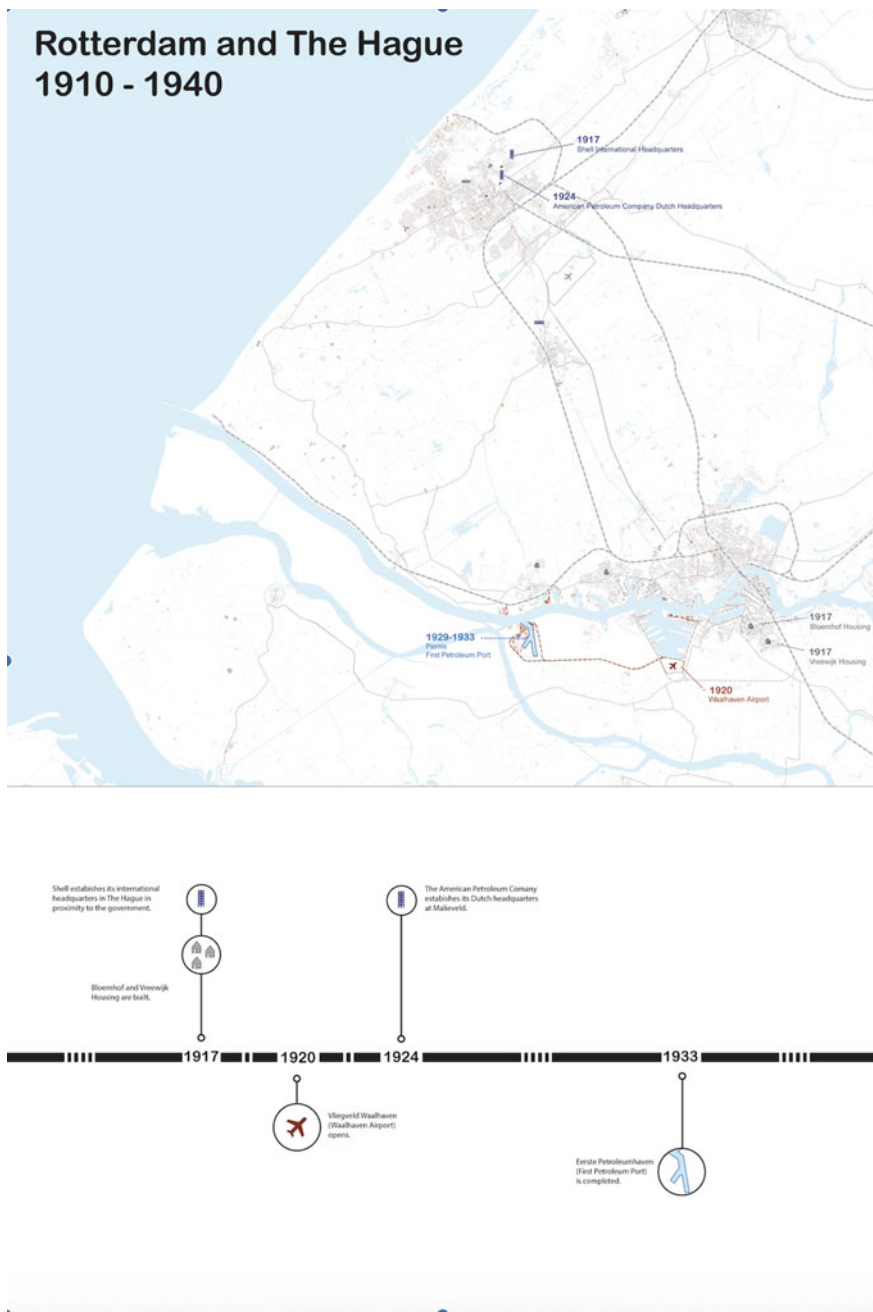 Rotterdam and The Hague
1910 - 1940
1917
Shell International Headquarters
1924
American Petroleum Company Dutch Headquarters
1929-1933
Pernis
First Petroleum Port
1917
Bloemhof Housing
1917
Vreewijk Housing
1920
Waalhaven Airport
Shell estabishes its international
headquarters in The Hague in
proximity to the government.
The American Petroleum Comany
estabishes its Dutch headquarters
at Malieveld.
Bloemhof and Vreewijk
Housing are built.
1917
1920
1924
1933
Vliegveld Waalhaven
(Waalhaven Airport)
opens.
Eerste Petroleumhaven
(First Petroleum Port)
is completed.